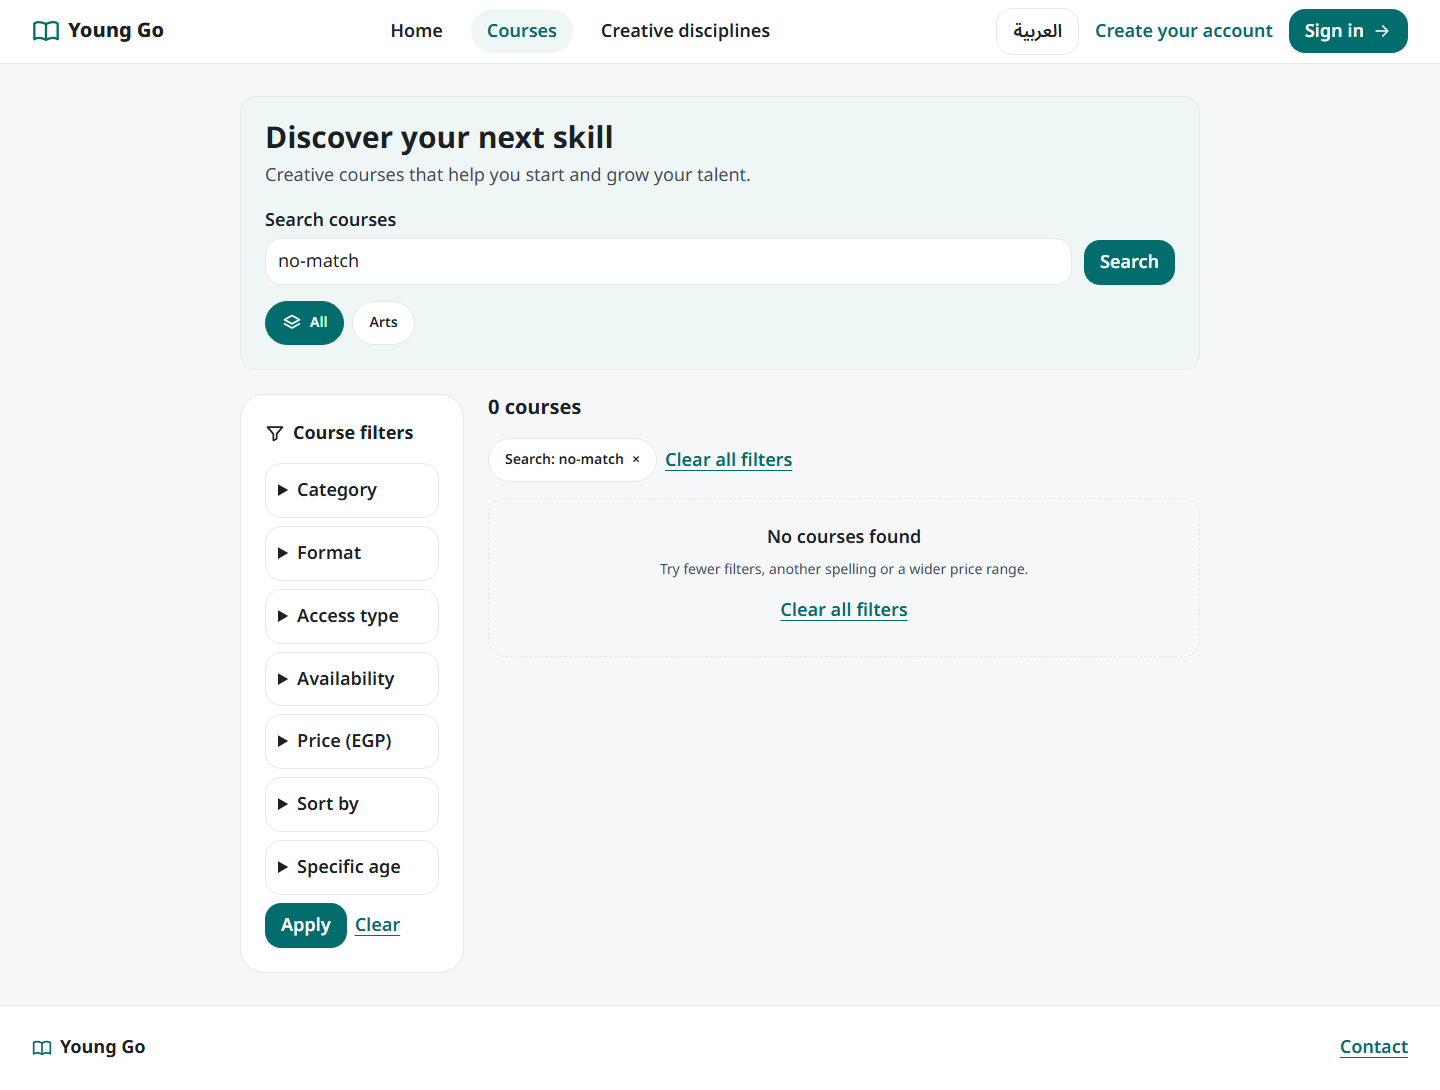 Young Go
Home
Courses
Creative disciplines
العربية
Create your account
Sign in →
Discover your next skill
Creative courses that help you start and grow your talent.
Search courses
no-match
Search
All
Arts
Course filters
Category
Format
Access type
Availability
Price (EGP)
Sort by
Specific age
Apply
Clear
0 courses
Search: no-match ×
Clear all filters
No courses found
Try fewer filters, another spelling or a wider price range.
Clear all filters
Young Go
Contact